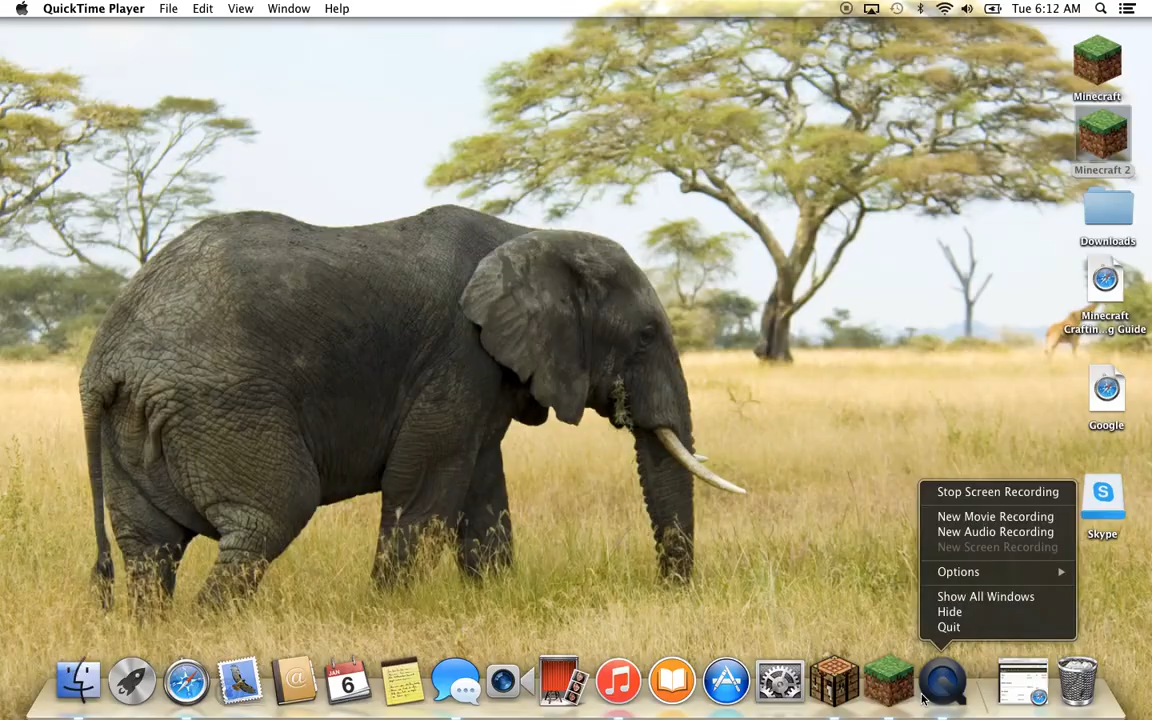 QuickTime Player File Edit View Window Help Tue 6:12 AM
Minecraft
Minecraft 2
Downloads
Minecraft
Craftin...g Guide
Google
Skype
Stop Screen Recording
New Movie Recording
New Audio Recording
New Screen Recording
Options
Show All Windows
Hide
Quit
JAN
6